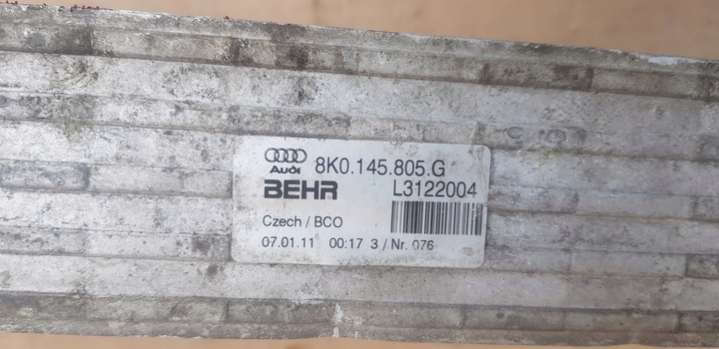 Audi 8K0.145.805.G
BEHR L3122004
Czech / BCO
07.01.11 00:17 3 / Nr. 076